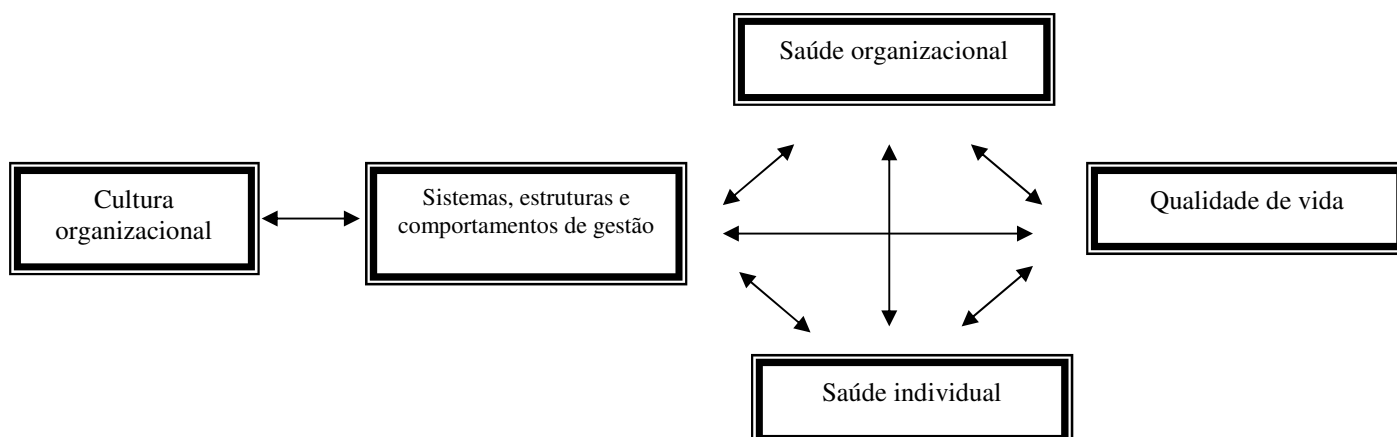 Saúde organizacional
Cultura
organizacional
Sistemas, estruturas e
comportamentos de gestão
Qualidade de vida
Saúde individual